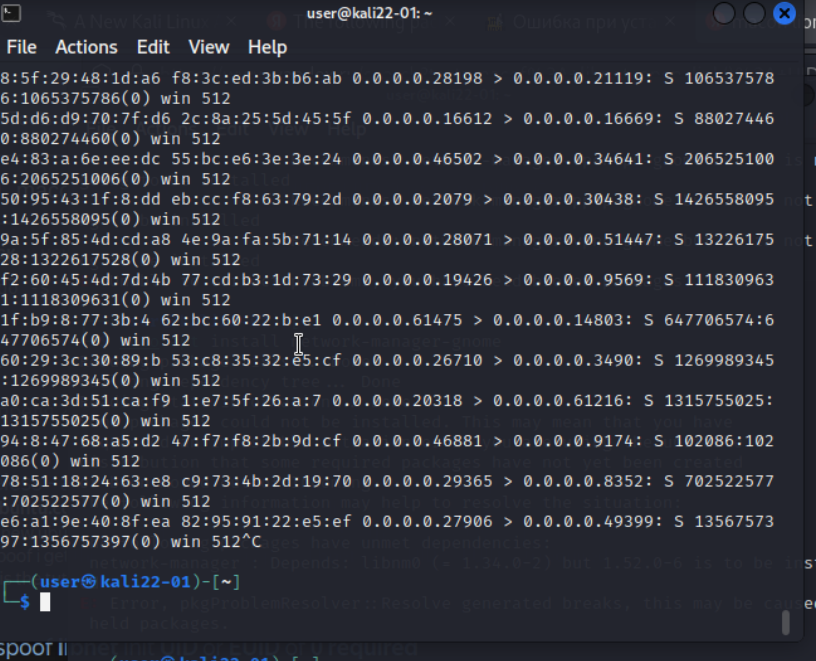 user@kali22-01: ~
File Actions Edit View Help
8:5f:29:48:1d:a6 f8:3c:ed:3b:b6:ab 0.0.0.0.28198 > 0.0.0.0.21119: S 106537578
6:1065375786(0) win 512
5d:d6:d9:70:7f:d6 2c:8a:25:5d:45:5f 0.0.0.0.16612 > 0.0.0.0.16669: S 88027446
0:880274460(0) win 512
e4:83:a:6e:ee:dc 55:bc:e6:3e:3e:24 0.0.0.0.46502 > 0.0.0.0.34641: S 206525100
6:2065251006(0) win 512
50:95:43:1f:8:dd eb:cc:f8:63:79:2d 0.0.0.0.2079 > 0.0.0.0.30438: S 1426558095
:1426558095(0) win 512
9a:5f:85:4d:cd:a8 4e:9a:fa:5b:71:14 0.0.0.0.28071 > 0.0.0.0.51447: S 13226175
28:1322617528(0) win 512
f2:60:45:4d:7d:4b 77:cd:b3:1d:73:29 0.0.0.0.19426 > 0.0.0.0.9569: S 111830963
1:1118309631(0) win 512
1f:b9:8:77:3b:4 62:bc:60:22:b:e1 0.0.0.0.61475 > 0.0.0.0.14803: S 647706574:6
47706574(0) win 512
60:29:3c:30:89:b 53:c8:35:32:e5:cf 0.0.0.0.26710 > 0.0.0.0.3490: S 1269989345
:1269989345(0) win 512
a0:ca:3d:51:ca:f9 1:e7:5f:26:a:7 0.0.0.0.20318 > 0.0.0.0.61216: S 1315755025:
1315755025(0) win 512
94:8:47:68:a5:d2 47:f7:f8:2b:9d:cf 0.0.0.0.46881 > 0.0.0.0.9174: S 102086:102
086(0) win 512
78:51:18:24:63:e8 c9:73:4b:2d:19:70 0.0.0.0.29365 > 0.0.0.0.8352: S 702522577
:702522577(0) win 512
e6:a1:9e:40:8f:ea 82:95:91:22:e5:ef 0.0.0.0.27906 > 0.0.0.0.49399: S 13567573
97:1356757397(0) win 512^C
(user㉿kali22-01)-[~]
$